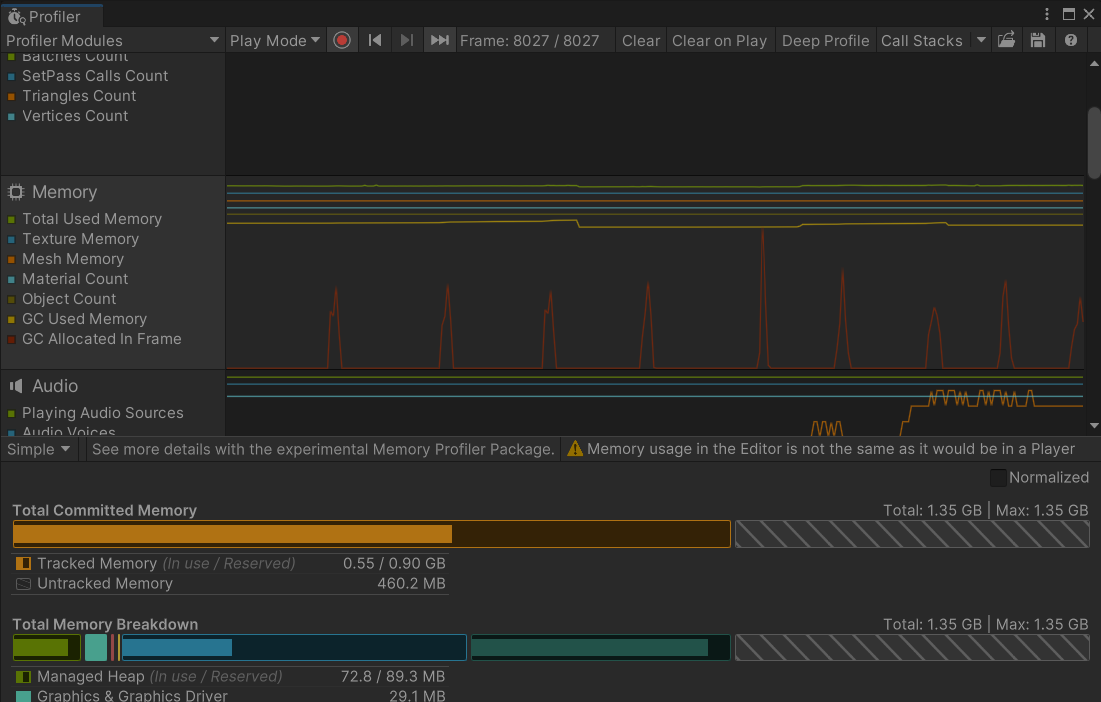 Profiler
Profiler Modules Play Mode Frame: 8027 / 8027 Clear Clear on Play Deep Profile Call Stacks
Batches Count
SetPass Calls Count
Triangles Count
Vertices Count
Memory
Total Used Memory
Texture Memory
Mesh Memory
Material Count
Object Count
GC Used Memory
GC Allocated In Frame
Audio
Playing Audio Sources
Audio Voices
Simple See more details with the experimental Memory Profiler Package. Memory usage in the Editor is not the same as it would be in a Player
Normalized
Total Committed Memory Total: 1.35 GB | Max: 1.35 GB
Tracked Memory (In use / Reserved) 0.55 / 0.90 GB
Untracked Memory 460.2 MB
Total Memory Breakdown Total: 1.35 GB | Max: 1.35 GB
Managed Heap (In use / Reserved) 72.8 / 89.3 MB
Graphics & Graphics Driver 29.1 MB